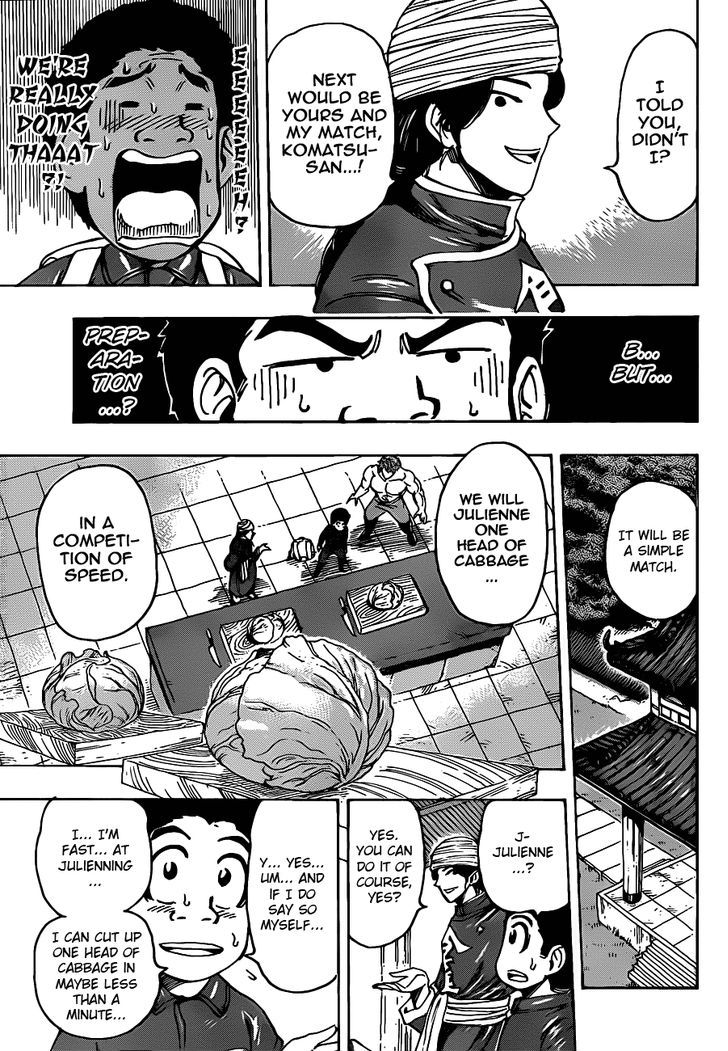 I
TOLD
YOU,
DIDN'T
I?
NEXT
WOULD BE
YOURS AND
MY MATCH,
KOMATSU-
SAN...!
EEEEEEEH?
WE'RE
REALLY
DOING
THAAAT
?!
B...
BUT...
PREP-
ARA-
TION
...?
IT WILL BE
A SIMPLE
MATCH.
WE WILL
JULIENNE
ONE
HEAD OF
CABBAGE
...
IN A
COMPETI-
TION OF
SPEED.
J-
JULIENNE
...?
YES.
YOU CAN
DO IT OF
COURSE,
YES?
Y... YES...
UM... AND
IF I DO
SAY SO
MYSELF...
I... I'M
FAST... AT
JULIENNING
...
I CAN CUT UP
ONE HEAD OF
CABBAGE IN
MAYBE LESS
THAN A
MINUTE...